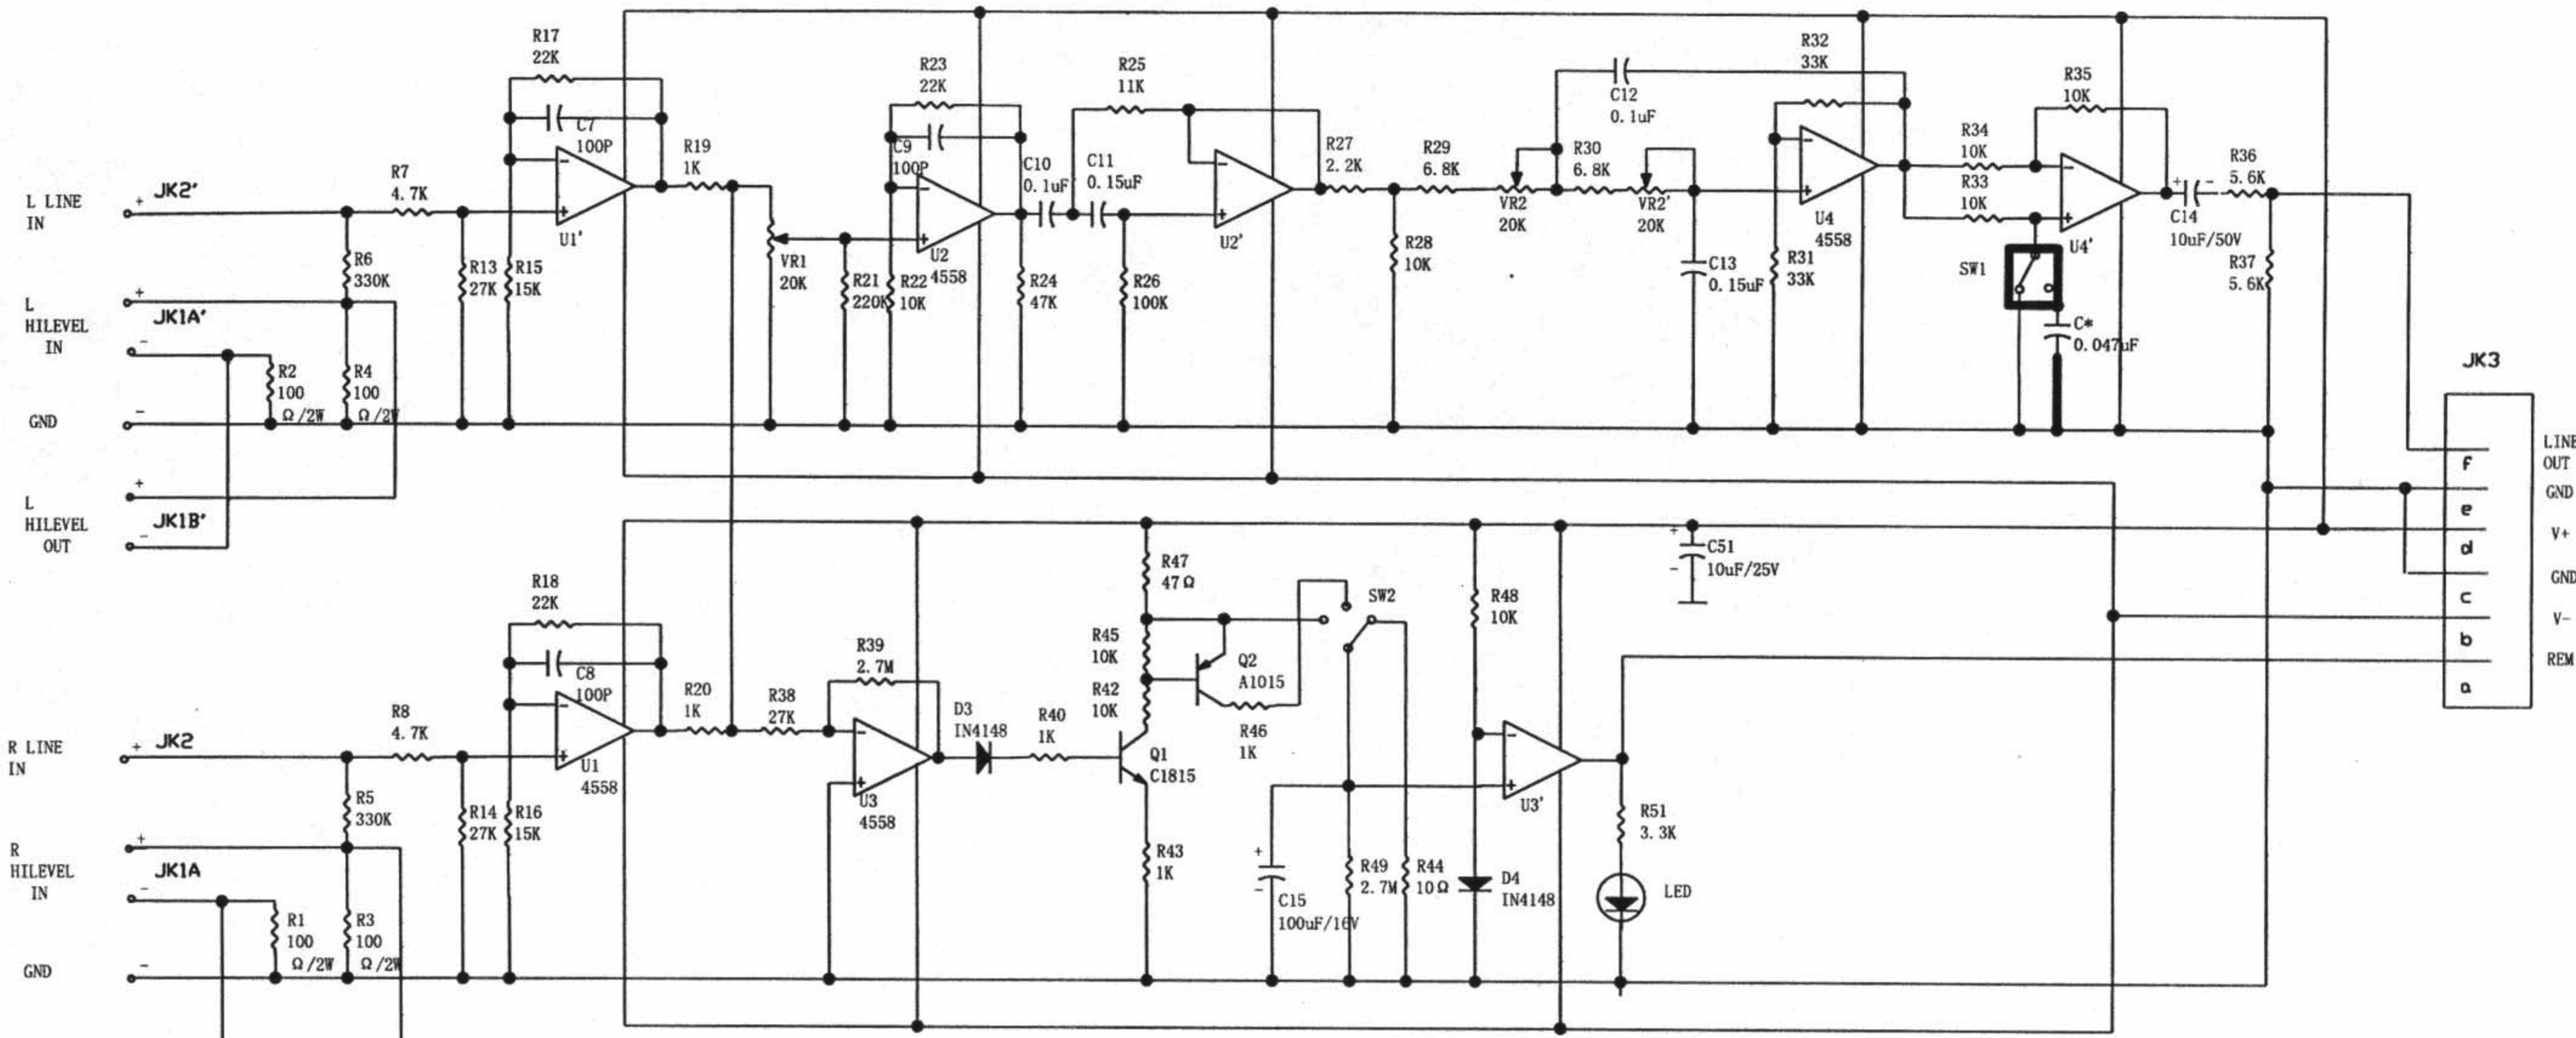 R17
22K
C7
100P
R7
4.7K
R19
1K
L LINE
IN
+
JK2'
-
+
U1'
R6
330K
R13
27K
R15
15K
L
HILEVEL
IN
+
JK1A'
-
R2
100
Ω/2W
R4
100
Ω/2W
GND
-
L
HILEVEL
OUT
+
JK1B'
-
VR1
20K
R23
22K
C9
100P
-
+
U2
4558
R21
220K
R22
10K
R24
47K
C10
0.1uF
C11
0.15uF
R25
11K
R26
100K
-
+
U2'
R27
2.2K
R28
10K
R29
6.8K
VR2
20K
C12
0.1uF
R30
6.8K
VR2'
20K
C13
0.15uF
R32
33K
-
+
U4
4558
R31
33K
R34
10K
R33
10K
R35
10K
-
+
U4'
SW1
C*
0.047uF
+
-
C14
10uF/50V
R36
5.6K
R37
5.6K
JK3
f
e
d
c
b
a
LINE
OUT
GND
V+
GND
V-
REM
R18
22K
C8
100P
R8
4.7K
R20
1K
R LINE
IN
+
JK2
-
+
U1
4558
R5
330K
R14
27K
R16
15K
R
HILEVEL
IN
+
JK1A
-
R1
100
Ω/2W
R3
100
Ω/2W
GND
-
R38
27K
R39
2.7M
-
+
U3
4558
D3
IN4148
R40
1K
R47
47Ω
R45
10K
R42
10K
Q1
C1815
R43
1K
Q2
A1015
R46
1K
SW2
+
-
C15
100uF/16V
R49
2.7M
R44
10Ω
R48
10K
D4
IN4148
+
-
C51
10uF/25V
-
+
U3'
R51
3.3K
LED